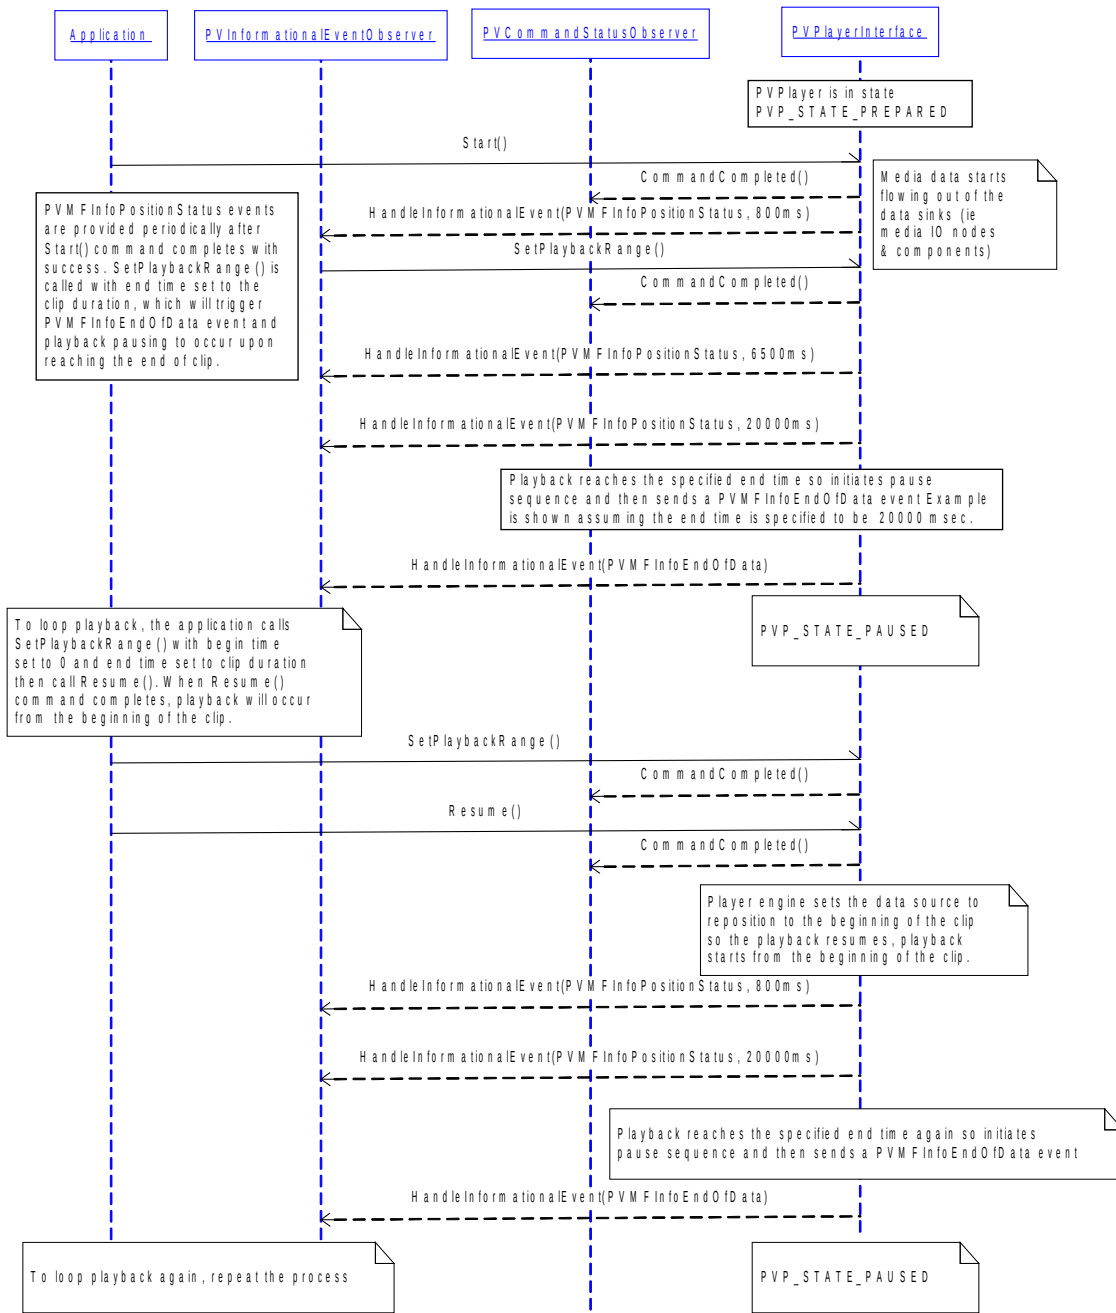 Application
PVInformationalEventObserver
PVCommandStatusObserver
PVPlayerInterface
PVPlayer is in state
PVP_STATE_PREPARED
Start()
CommandCompleted()
Media data starts
flowing out of the
data sinks (ie
media IO nodes
& components)
PVMFInfoPositionStatus events
are provided periodically after
Start() command completes with
success. SetPlaybackRange() is
called with end time set to the
clip duration, which will trigger
PVMFInfoEndOfData event and
playback pausing to occur upon
reaching the end of clip.
HandleInformationalEvent(PVMFInfoPositionStatus, 800ms)
SetPlaybackRange()
CommandCompleted()
HandleInformationalEvent(PVMFInfoPositionStatus, 6500ms)
HandleInformationalEvent(PVMFInfoPositionStatus, 20000ms)
Playback reaches the specified end time so initiates pause
sequence and then sends a PVMFInfoEndOfData event Example
is shown assuming the end time is specified to be 20000 msec.
HandleInformationalEvent(PVMFInfoEndOfData)
To loop playback, the application calls
SetPlaybackRange() with begin time
set to 0 and end time set to clip duration
then call Resume(). When Resume()
command completes, playback will occur
from the beginning of the clip.
PVP_STATE_PAUSED
SetPlaybackRange()
CommandCompleted()
Resume()
CommandCompleted()
Player engine sets the data source to
reposition to the beginning of the clip
so the playback resumes, playback
starts from the beginning of the clip.
HandleInformationalEvent(PVMFInfoPositionStatus, 800ms)
HandleInformationalEvent(PVMFInfoPositionStatus, 20000ms)
Playback reaches the specified end time again so initiates
pause sequence and then sends a PVMFInfoEndOfData event
HandleInformationalEvent(PVMFInfoEndOfData)
To loop playback again, repeat the process
PVP_STATE_PAUSED